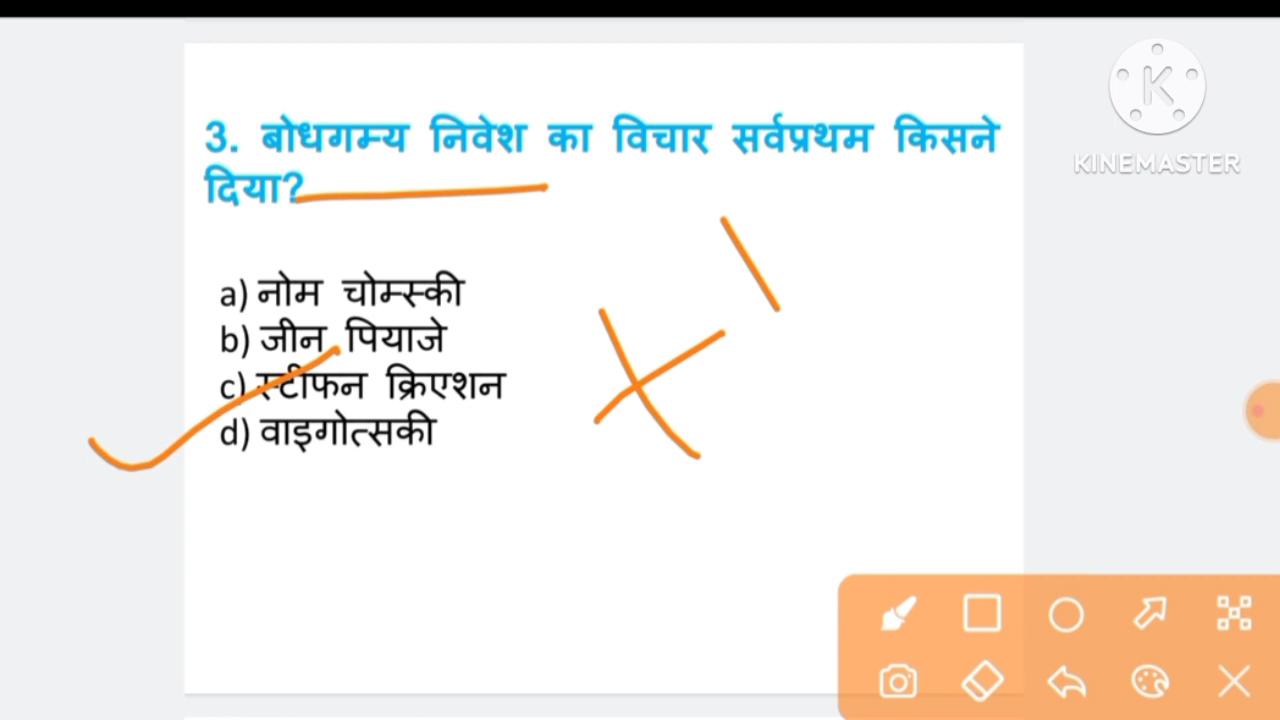 3. बोधगम्य निवेश का विचार सर्वप्रथम किसने
दिया?
a) नोम चोम्स्की
b) जीन पियाजे
c) स्टीफन क्रिएशन
d) वाइगोत्सकी
K
KINEMASTER